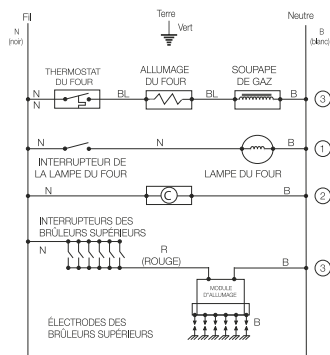 Fil
Terre
Neutre
N
(noir)
Vert
B
(blanc)
THERMOSTAT
DU FOUR
ALLUMAGE
DU FOUR
SOUPAPE
DE GAZ
N
N
BL
BL
B
3
N
N
B
1
INTERRUPTEUR DE
LA LAMPE DU FOUR
LAMPE DU FOUR
N
C
B
2
INTERRUPTEURS DES
BRÛLEURS SUPÉRIEURS
N
R
(ROUGE)
B
3
MODULE
D'ALLUMAGE
B
ÉLECTRODES DES
BRÛLEURS SUPÉRIEURS